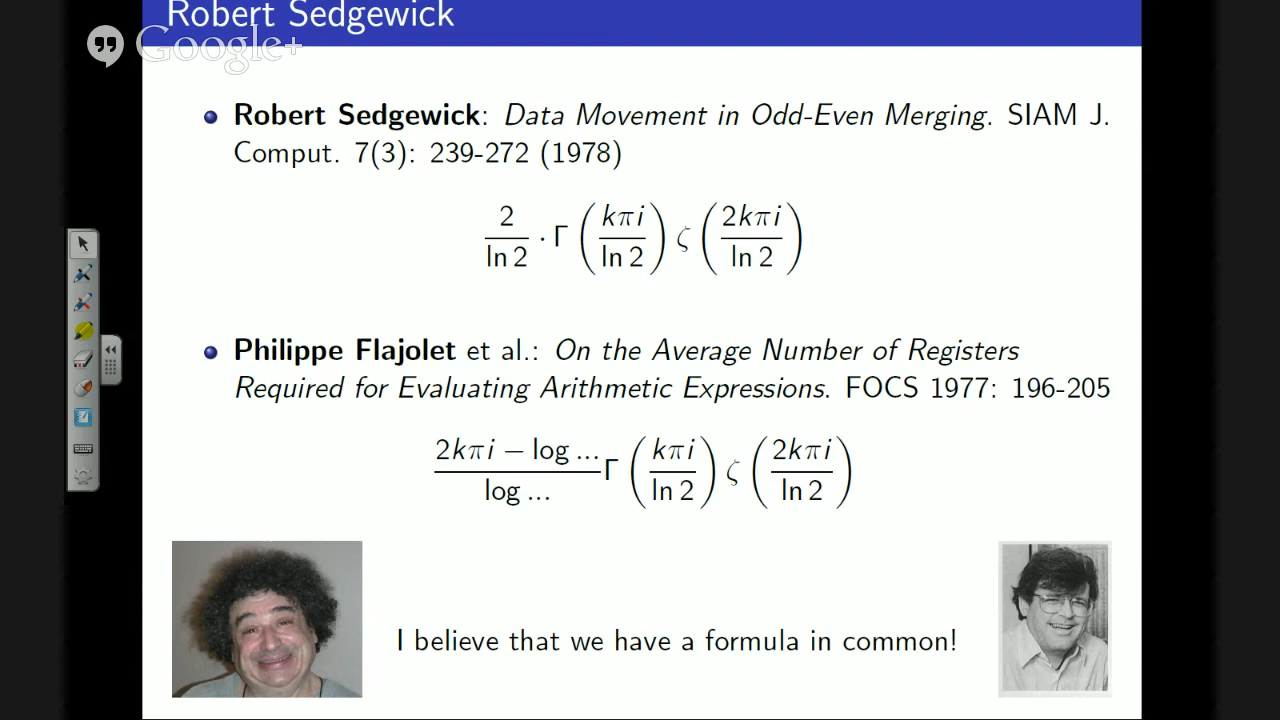 Robert Sedgewick
Google+
Robert Sedgewick: Data Movement in Odd-Even Merging. SIAM J.
Comput. 7(3): 239-272 (1978)
2/ln 2 · Γ(kπi/ln 2) ζ(2kπi/ln 2)
Philippe Flajolet et al.: On the Average Number of Registers
Required for Evaluating Arithmetic Expressions. FOCS 1977: 196-205
2kπi − log .../log ... Γ(kπi/ln 2) ζ(2kπi/ln 2)
I believe that we have a formula in common!